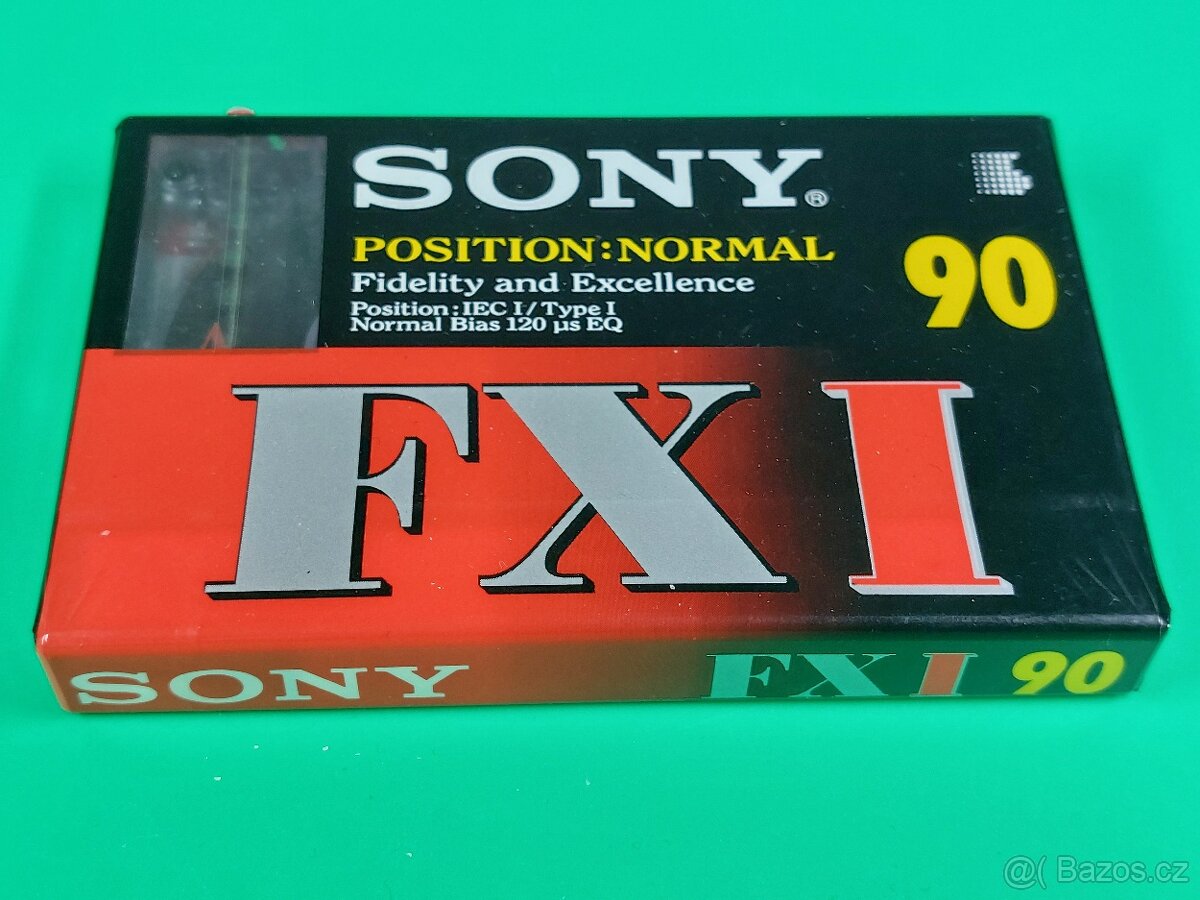 SONY®
POSITION:NORMAL
90
Fidelity and Excellence
Position:IEC I/Type I
Normal Bias 120 µs EQ
FX I
SONY FX I 90
@( Bazos.cz